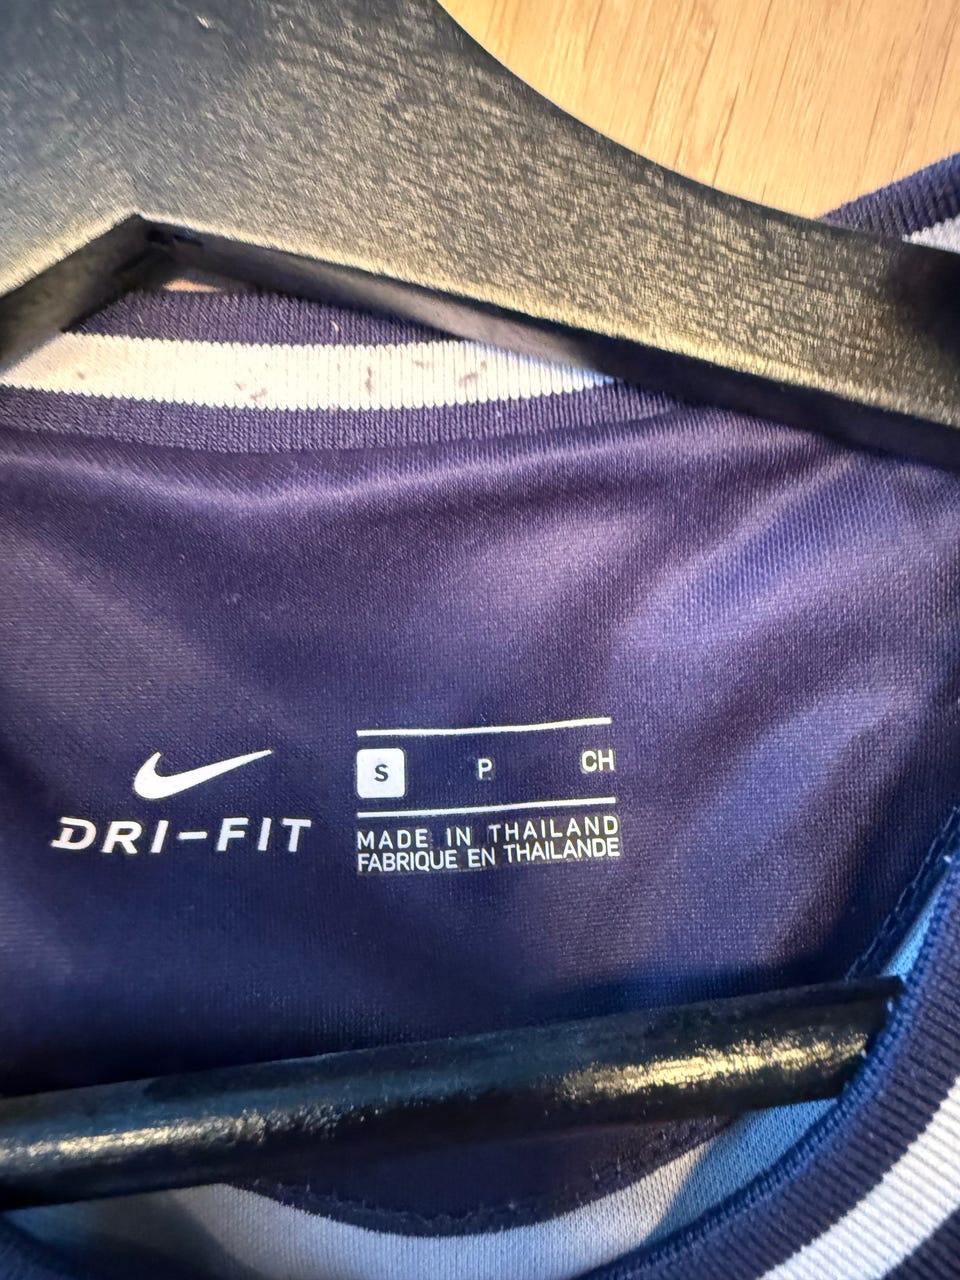 DRI-FIT
S P CH
MADE IN THAILAND
FABRIQUE EN THAILANDE